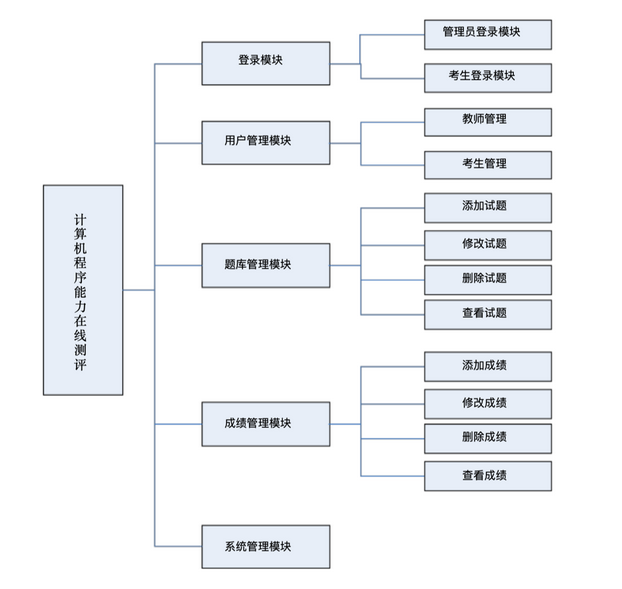 计算机程序能力在线测评
登录模块
管理员登录模块
考生登录模块
用户管理模块
教师管理
考生管理
题库管理模块
添加试题
修改试题
删除试题
查看试题
成绩管理模块
添加成绩
修改成绩
删除成绩
查看成绩
系统管理模块